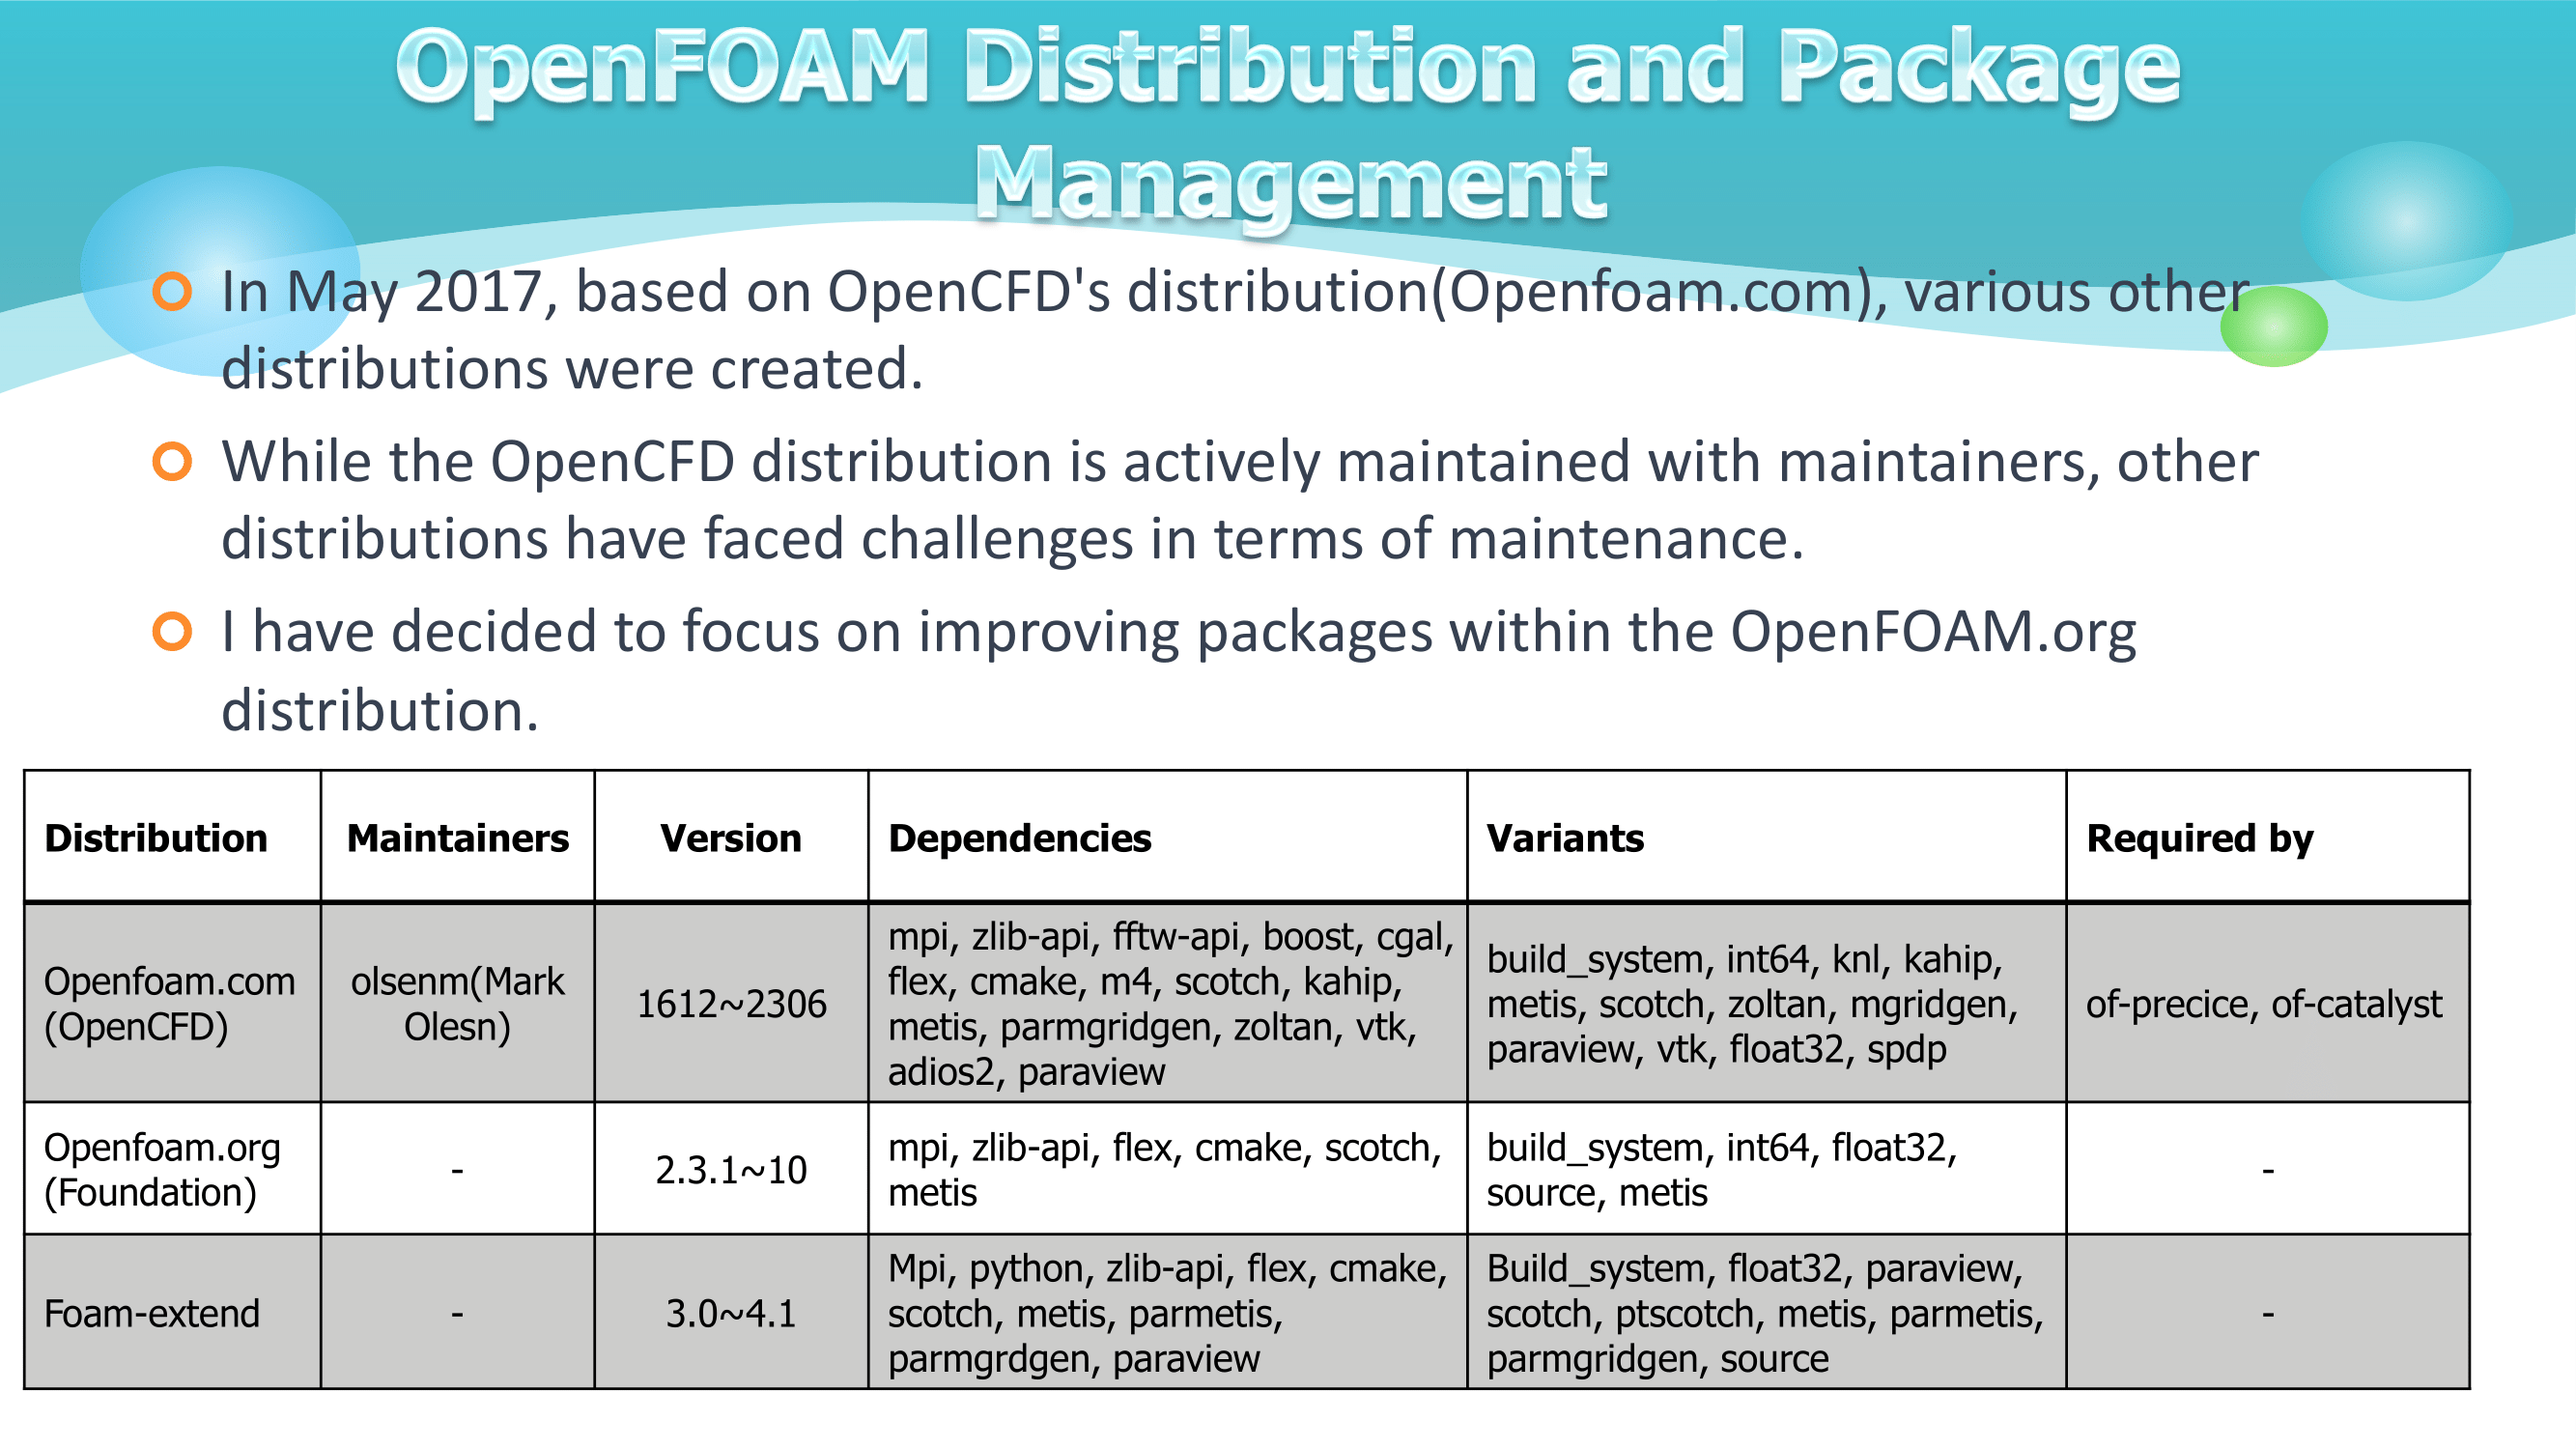 OpenFOAM Distribution and Package
Management
In May 2017, based on OpenCFD's distribution(Openfoam.com), various other
distributions were created.
While the OpenCFD distribution is actively maintained with maintainers, other
distributions have faced challenges in terms of maintenance.
I have decided to focus on improving packages within the OpenFOAM.org
distribution.
Distribution Maintainers Version Dependencies Variants Required by
Openfoam.com
(OpenCFD)
olsenm(Mark
Olesn)
1612~2306
mpi, zlib-api, fftw-api, boost, cgal,
flex, cmake, m4, scotch, kahip,
metis, parmgridgen, zoltan, vtk,
adios2, paraview
build_system, int64, knl, kahip,
metis, scotch, zoltan, mgridgen,
paraview, vtk, float32, spdp
of-precice, of-catalyst
Openfoam.org
(Foundation)
-
2.3.1~10
mpi, zlib-api, flex, cmake, scotch,
metis
build_system, int64, float32,
source, metis
-
Foam-extend
-
3.0~4.1
Mpi, python, zlib-api, flex, cmake,
scotch, metis, parmetis,
parmgrdgen, paraview
Build_system, float32, paraview,
scotch, ptscotch, metis, parmetis,
parmgridgen, source
-